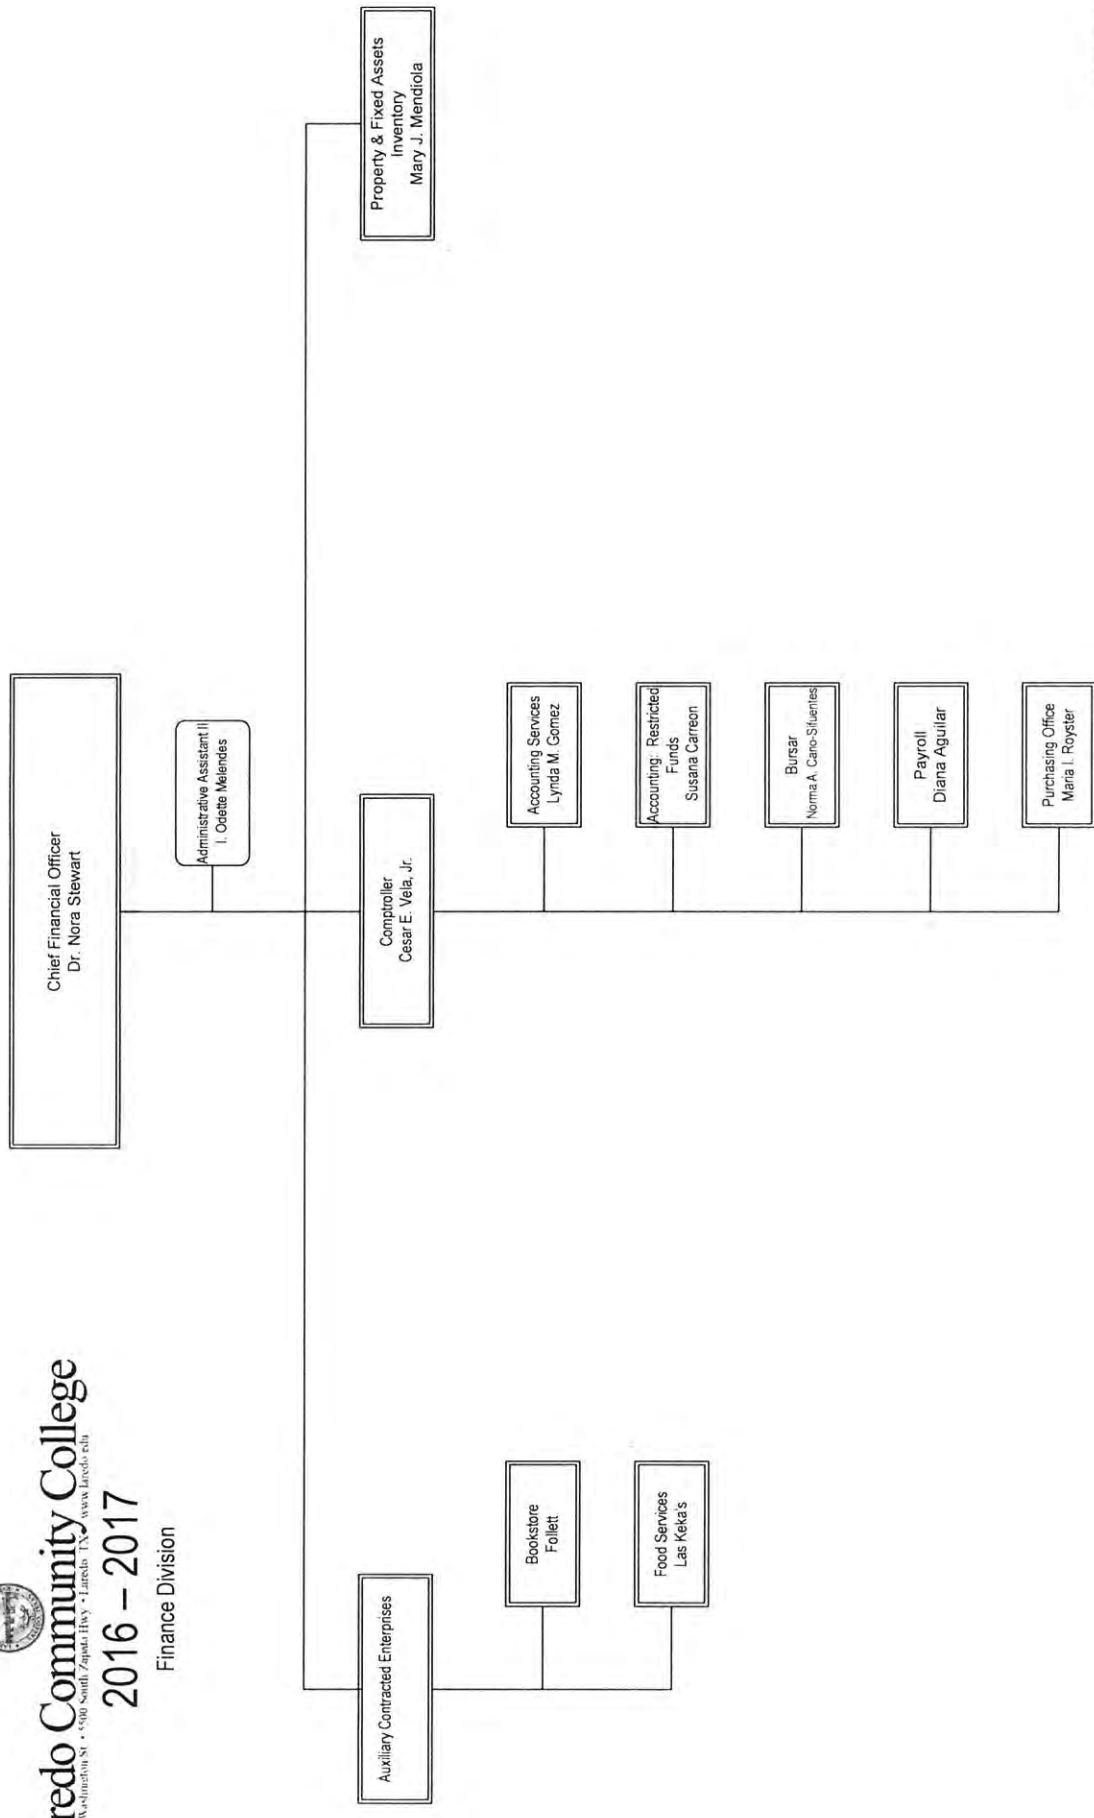 redo Community College
Washington St. • 5500 South Zapata Hwy • Laredo TX • www.laredo.edu
2016 – 2017
Finance Division
Chief Financial Officer
Dr. Nora Stewart
Administrative Assistant II
I. Odette Melendes
Auxiliary Contracted Enterprises
Bookstore
Follett
Food Services
Las Keka's
Comptroller
Cesar E. Vela, Jr.
Accounting Services
Lynda M. Gomez
Accounting: Restricted
Funds
Susana Carreon
Bursar
Norma A. Cano-Sifuentes
Payroll
Diana Aguilar
Purchasing Office
Maria I. Royster
Property & Fixed Assets
Inventory
Mary J. Mendiola